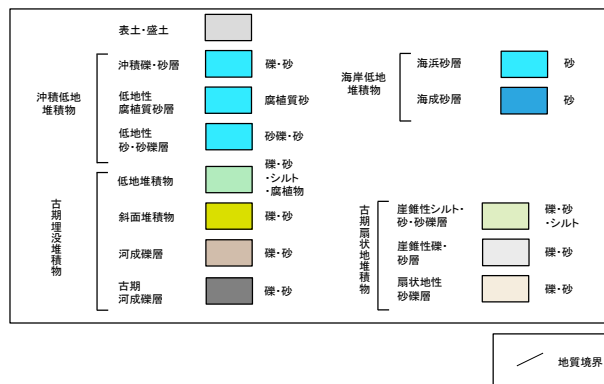 表土・盛土
沖積低地
堆積物
沖積礫・砂層
礫・砂
低地性
腐植質砂層
腐植質砂
低地性
砂・砂礫層
砂礫・砂
海岸低地
堆積物
海浜砂層
砂
海成砂層
砂
古期埋没堆積物
低地堆積物
礫・砂
・シルト
・腐植物
斜面堆積物
礫・砂
河成礫層
礫・砂
古期
河成礫層
礫・砂
古期扇状地堆積物
崖錐性シルト・
砂・砂礫層
礫・砂
・シルト
崖錐性礫・
砂層
礫・砂
扇状地性
砂礫層
礫・砂
地質境界